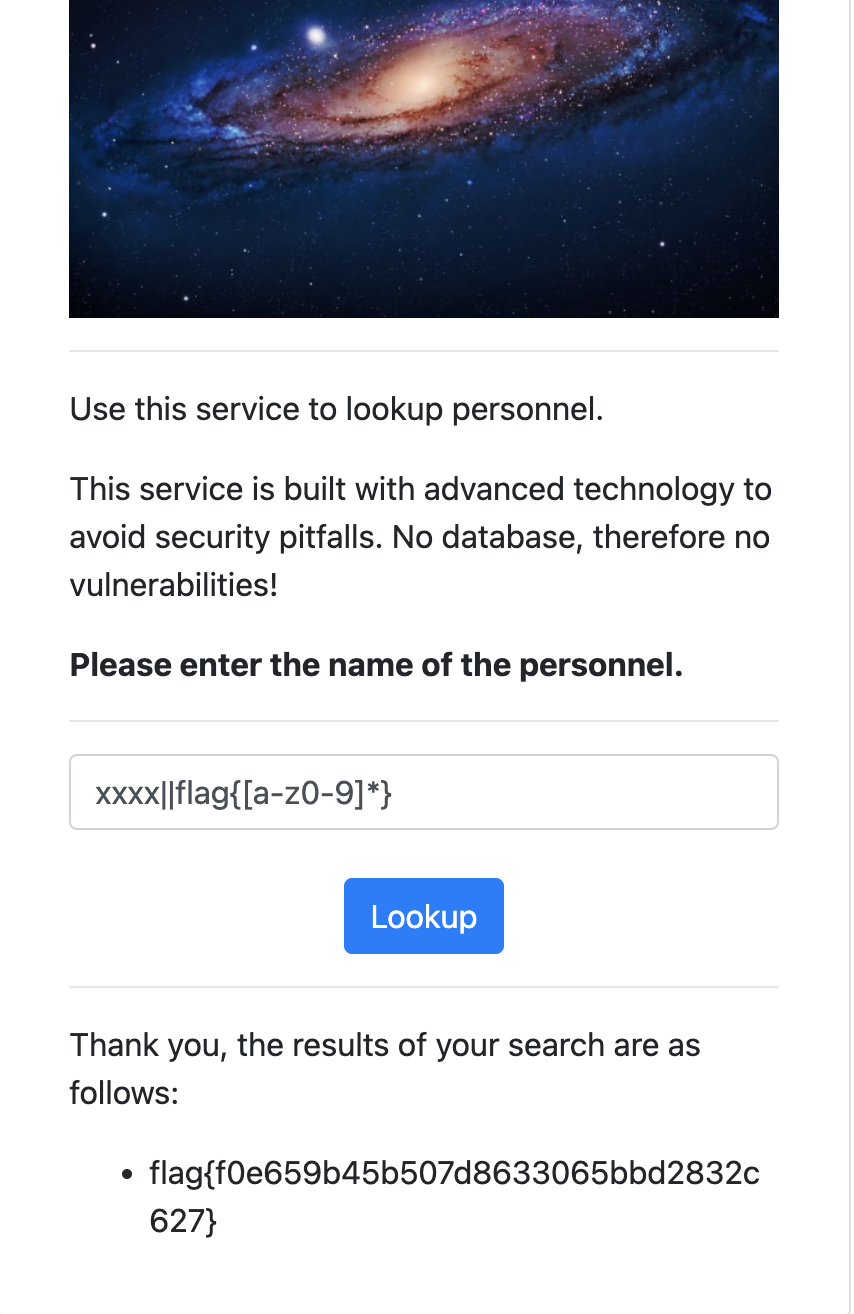 Use this service to lookup personnel.
This service is built with advanced technology to
avoid security pitfalls. No database, therefore no
vulnerabilities!
Please enter the name of the personnel.
xxxx||flag{[a-z0-9]*}
Lookup
Thank you, the results of your search are as
follows:
• flag{f0e659b45b507d8633065bbd2832c
627}